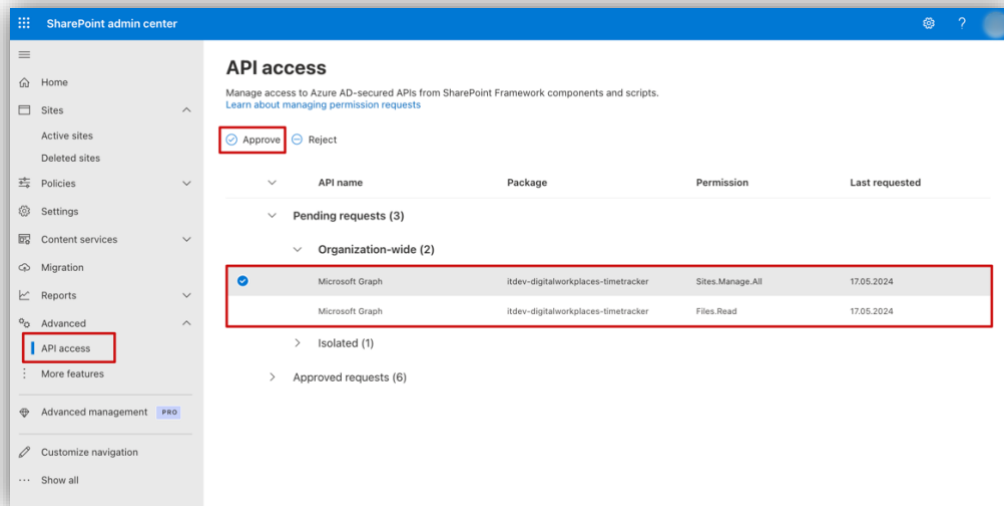 SharePoint admin center
?
Home
Sites
Active sites
Deleted sites
Policies
Settings
Content services
Migration
Reports
Advanced
API access
More features
Advanced management PRO
Customize navigation
Show all
API access
Manage access to Azure AD-secured APIs from SharePoint Framework components and scripts.
Learn about managing permission requests
Approve Reject
API name Package Permission Last requested
Pending requests (3)
Organization-wide (2)
Microsoft Graph itdev-digitalworkplaces-timetracker Sites.Manage.All 17.05.2024
Microsoft Graph itdev-digitalworkplaces-timetracker Files.Read 17.05.2024
Isolated (1)
Approved requests (6)